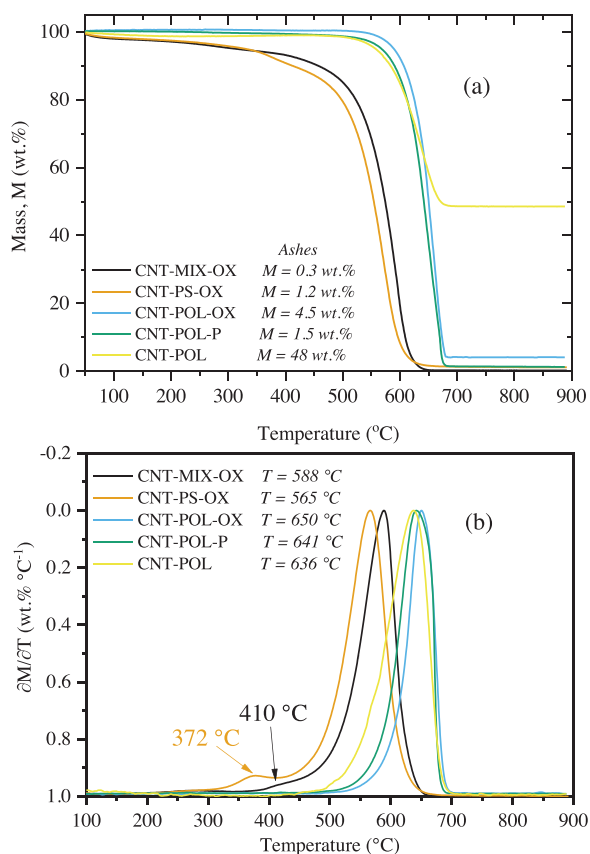 100
80
60
40
20
0
Mass, M (wt.%)
(a)
Ashes
CNT-MIX-OX M = 0.3 wt.%
CNT-PS-OX M = 1.2 wt.%
CNT-POL-OX M = 4.5 wt.%
CNT-POL-P M = 1.5 wt.%
CNT-POL M = 48 wt.%
100 200 300 400 500 600 700 800 900
Temperature (°C)
-0.2
0.0
0.2
0.4
0.6
0.8
1.0
∂M/∂T (wt.% °C⁻¹)
(b)
CNT-MIX-OX T = 588 °C
CNT-PS-OX T = 565 °C
CNT-POL-OX T = 650 °C
CNT-POL-P T = 641 °C
CNT-POL T = 636 °C
410 °C
372 °C
100 200 300 400 500 600 700 800 900
Temperature (°C)